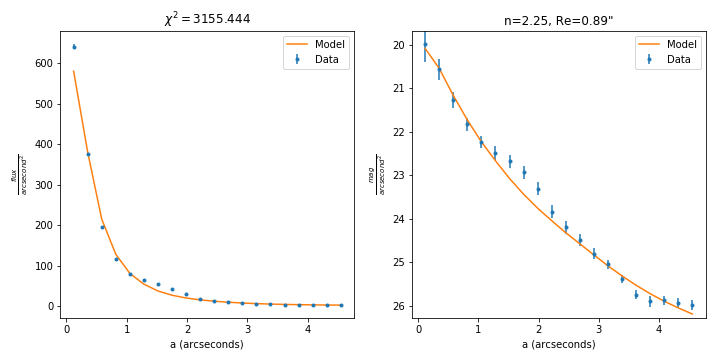 χ² = 3155.444
Model
Data
600
500
400
300
200
100
0
flux
arcsecond²
0
1
2
3
4
a (arcseconds)
n=2.25, Re=0.89"
Model
Data
20
21
22
23
24
25
26
mag
arcsecond²
0
1
2
3
4
a (arcseconds)